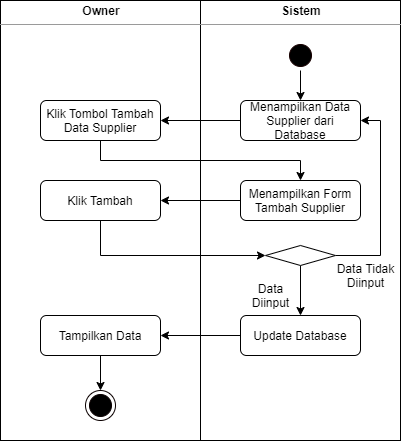 Owner
Sistem
Menampilkan Data
Supplier dari
Database
Klik Tombol Tambah
Data Supplier
Menampilkan Form
Tambah Supplier
Klik Tambah
Data Tidak
Diinput
Data
Diinput
Update Database
Tampilkan Data